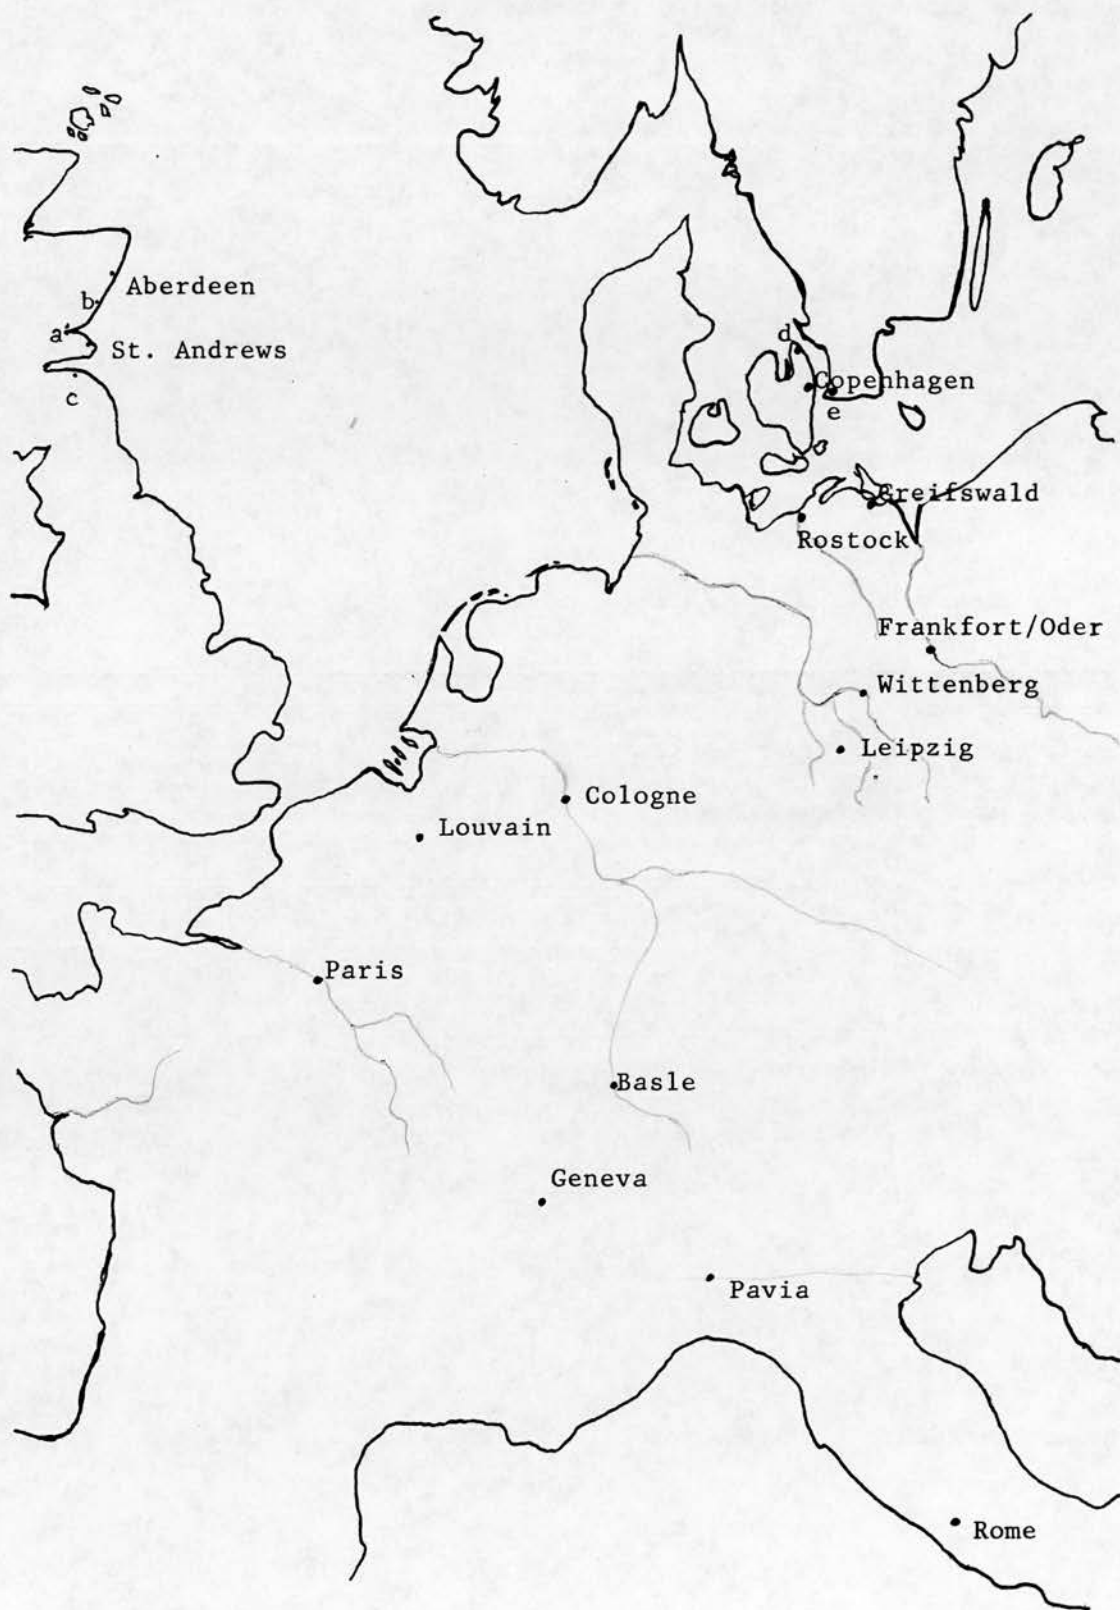 Aberdeen
b
a
St. Andrews
d
c
Copenhagen
e
Greifswald
Rostock
Frankfort/Oder
Wittenberg
Leipzig
Cologne
Louvain
Paris
Basle
Geneva
Pavia
Rome